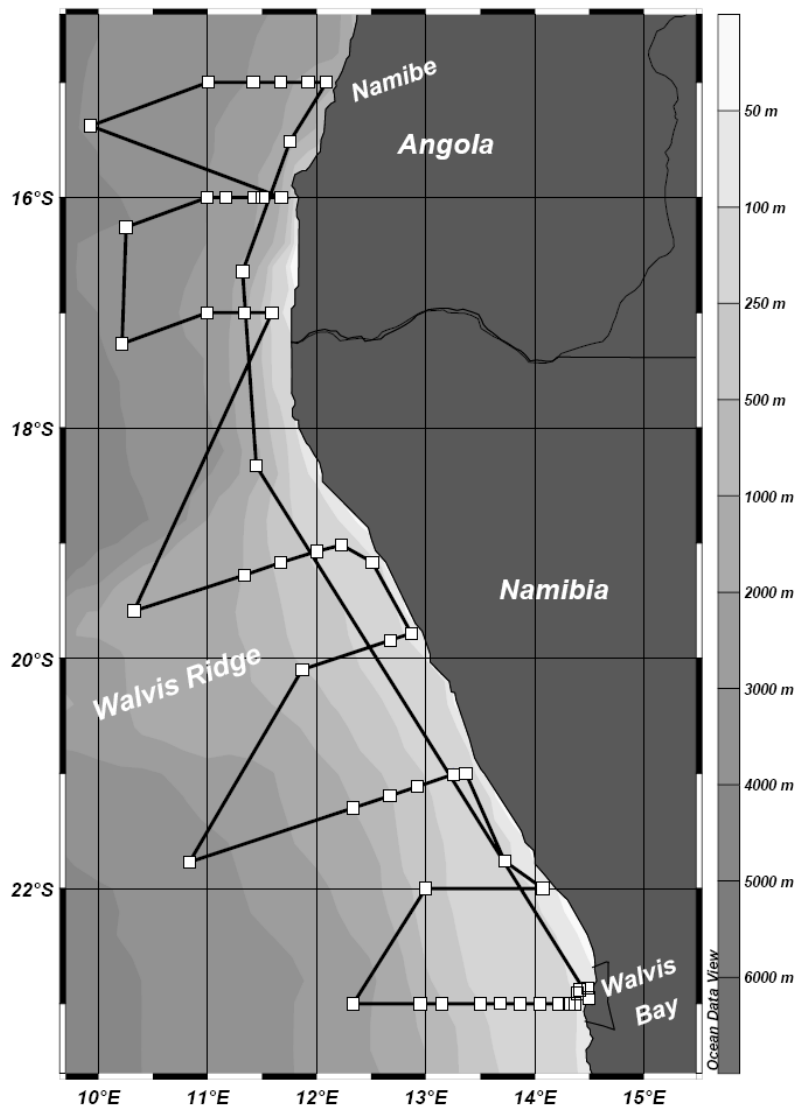 Namibe
Angola
Namibia
Walvis Ridge
Walvis
Bay
16°S
18°S
20°S
22°S
10°E
11°E
12°E
13°E
14°E
15°E
50 m
100 m
250 m
500 m
1000 m
2000 m
3000 m
4000 m
5000 m
6000 m
Ocean Data View